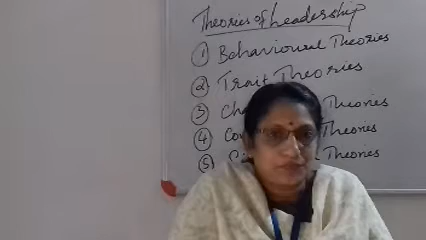 Theories of Leadership
① Behavioural Theories
② Trait Theories
③ Theories
④ Theories
⑤ Theories